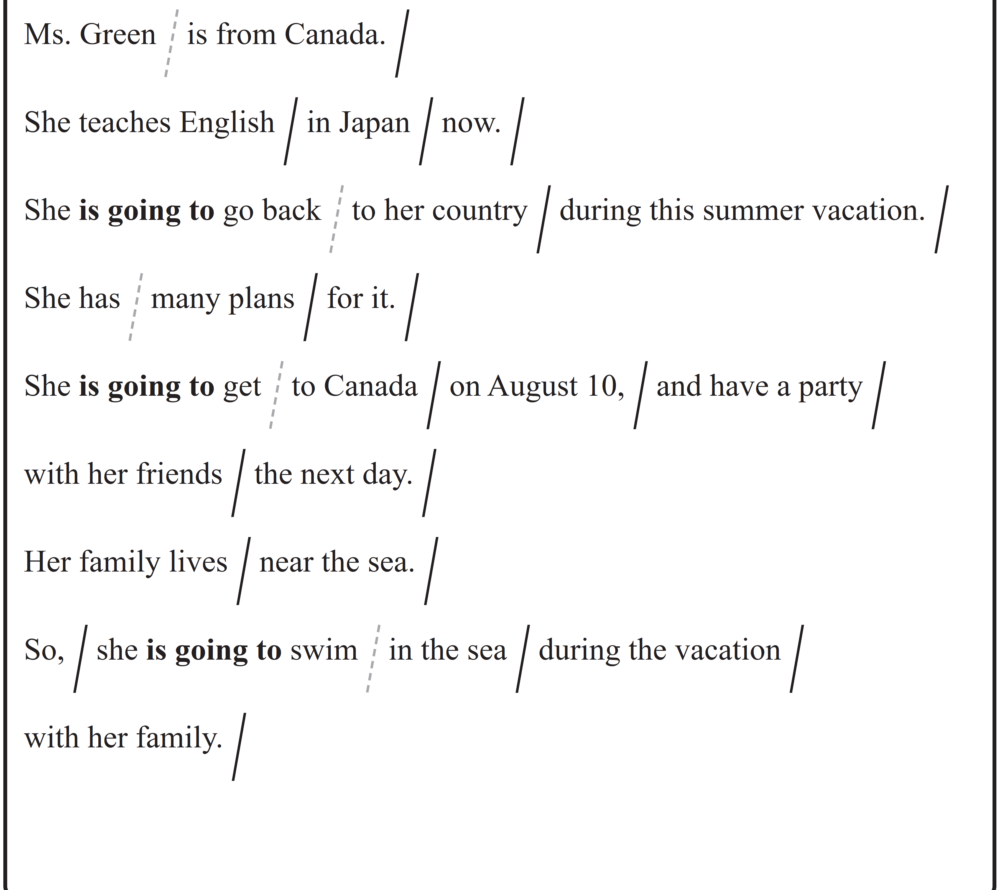 Ms. Green / is from Canada. /
She teaches English / in Japan / now. /
She is going to go back / to her country / during this summer vacation. /
She has / many plans / for it. /
She is going to get / to Canada / on August 10, / and have a party /
with her friends / the next day. /
Her family lives / near the sea. /
So, / she is going to swim / in the sea / during the vacation /
with her family. /